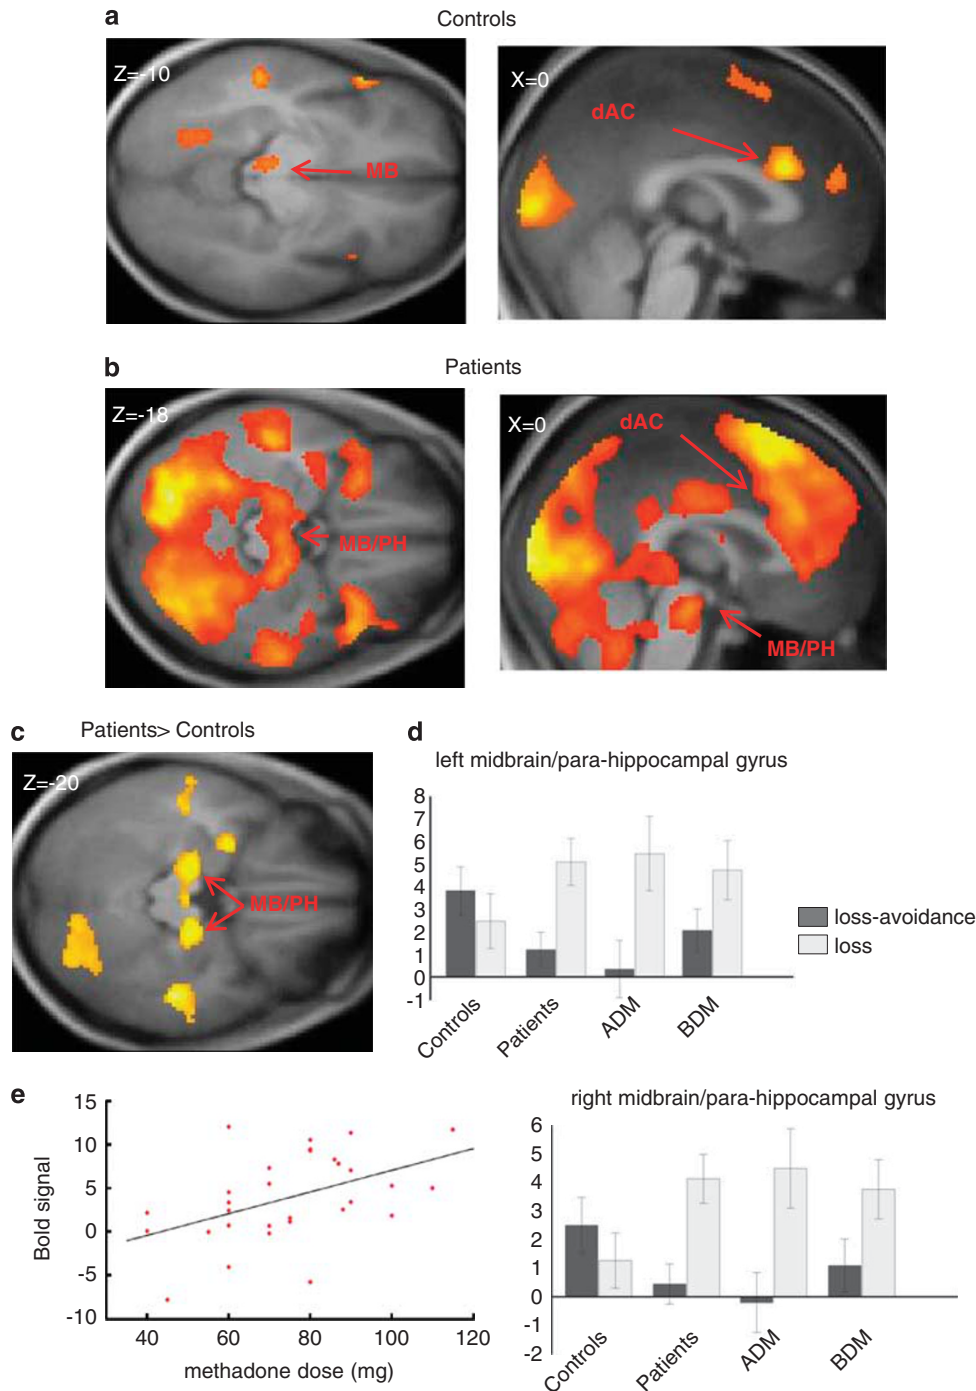 a
Controls
Z=-10
MB
X=0
dAC
b
Patients
Z=-18
MB/PH
X=0
dAC
MB/PH
c
Patients> Controls
Z=-20
MB/PH
d
left midbrain/para-hippocampal gyrus
8
7
6
5
4
3
2
1
0
-1
Controls
Patients
ADM
BDM
loss-avoidance
loss
e
15
10
5
0
-5
-10
Bold signal
40
60
80
100
120
methadone dose (mg)
right midbrain/para-hippocampal gyrus
6
5
4
3
2
1
0
-1
-2
Controls
Patients
ADM
BDM